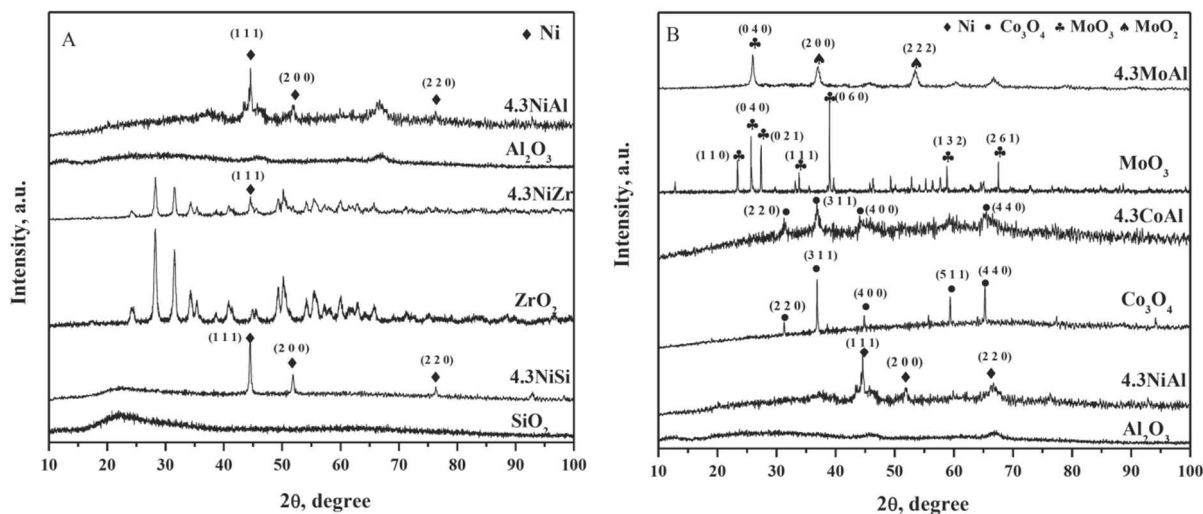 A
◆ Ni
(1 1 1)
(2 0 0)
(2 2 0)
4.3NiAl
Al₂O₃
(1 1 1)
4.3NiZr
ZrO₂
(1 1 1)
(2 0 0)
(2 2 0)
4.3NiSi
SiO₂
Intensity, a.u.
10 20 30 40 50 60 70 80 90 100
2θ, degree
B
◆ Ni ● Co₃O₄ ♣ MoO₃ ♠ MoO₂
(0 4 0)
(2 0 0)
(2 2 2)
4.3MoAl
(0 4 0)
(0 6 0)
(0 2 1)
(1 1 0)
(1 1 1)
(1 3 2)
(2 6 1)
MoO₃
(3 1 1)
(2 2 0)
(4 0 0)
(4 4 0)
4.3CoAl
(3 1 1)
(5 1 1)
(4 4 0)
(2 2 0)
(4 0 0)
Co₃O₄
(1 1 1)
(2 0 0)
(2 2 0)
4.3NiAl
Al₂O₃
Intensity, a.u.
10 20 30 40 50 60 70 80 90 100
2θ, degree